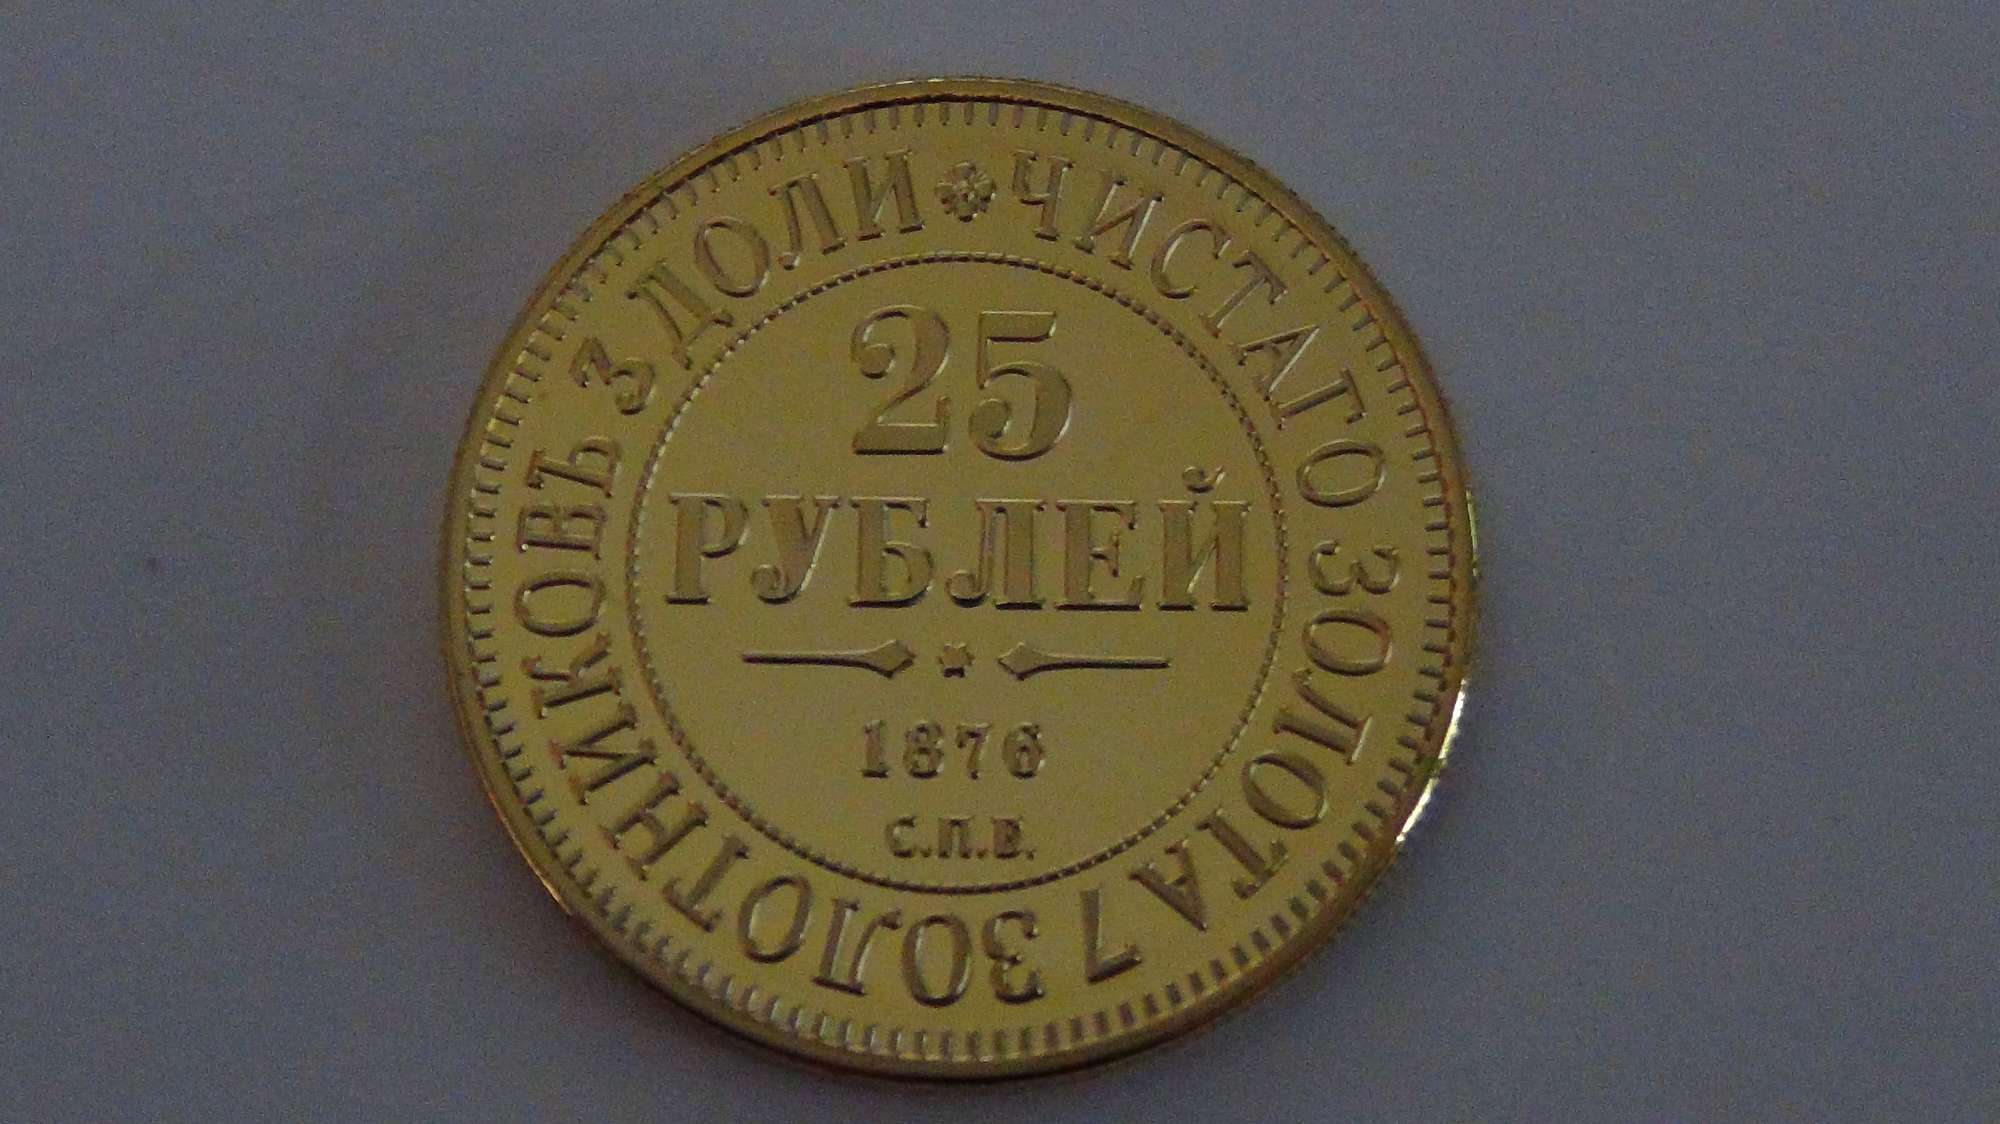 ЧИСТАГО ЗОЛОТА 7 ЗОЛОТНИКОВЪ 3 ДОЛИ
25
РУБЛЕЙ
1876
С.П.Б.